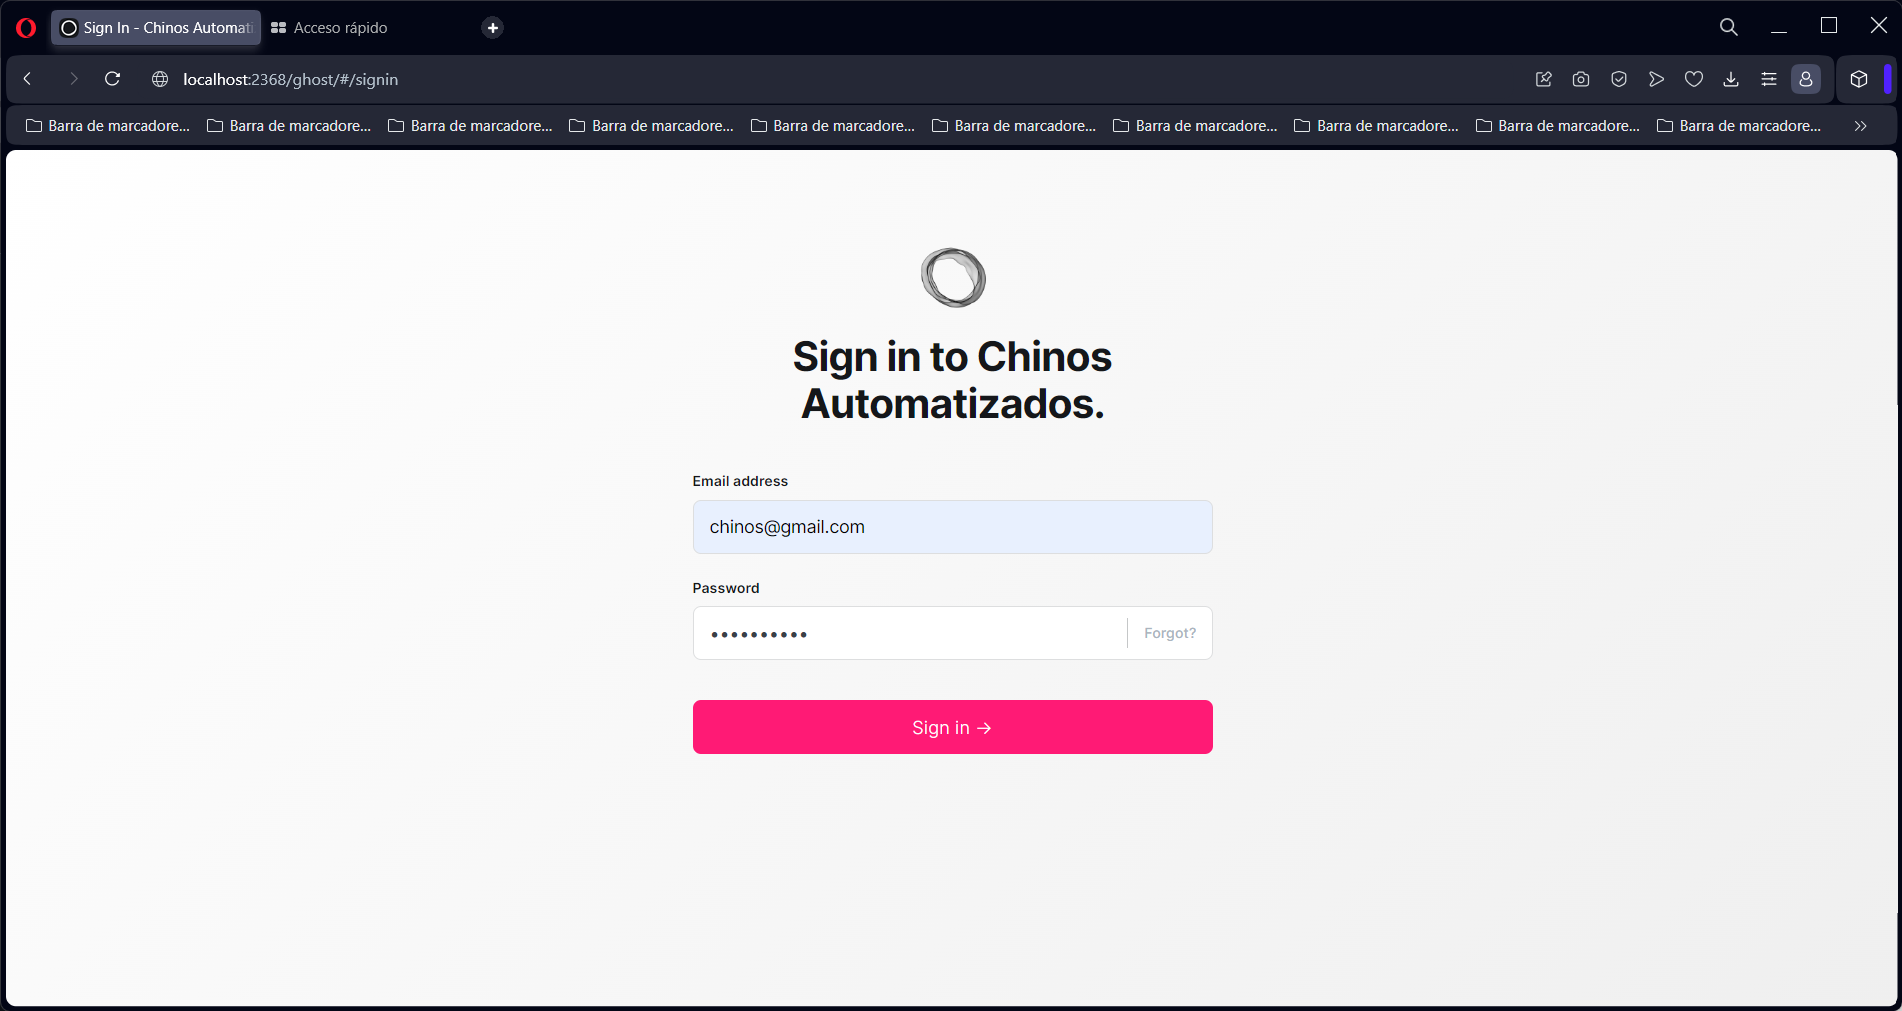 Sign In - Chinos Automati
Acceso rápido
localhost:2368/ghost/#/signin
Barra de marcadore... Barra de marcadore... Barra de marcadore... Barra de marcadore... Barra de marcadore... Barra de marcadore... Barra de marcadore... Barra de marcadore... Barra de marcadore... Barra de marcadore...
Sign in to Chinos
Automatizados.
Email address
chinos@gmail.com
Password
Forgot?
Sign in →